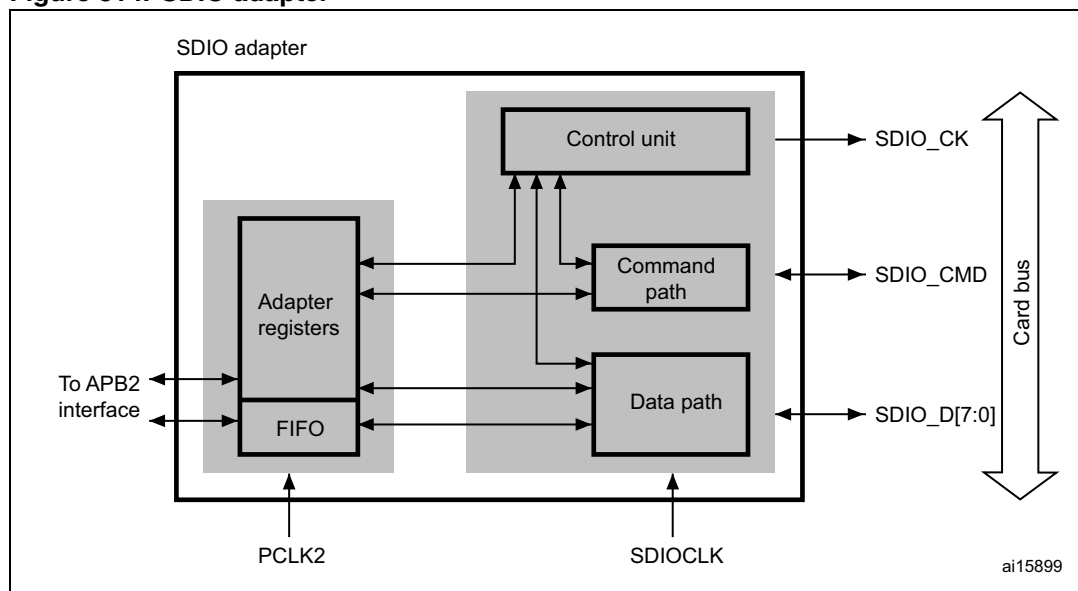 SDIO adapter
Control unit
SDIO_CK
Command
path
SDIO_CMD
Adapter
registers
Card bus
To APB2
interface
Data path
SDIO_D[7:0]
FIFO
PCLK2
SDIOCLK
ai15899